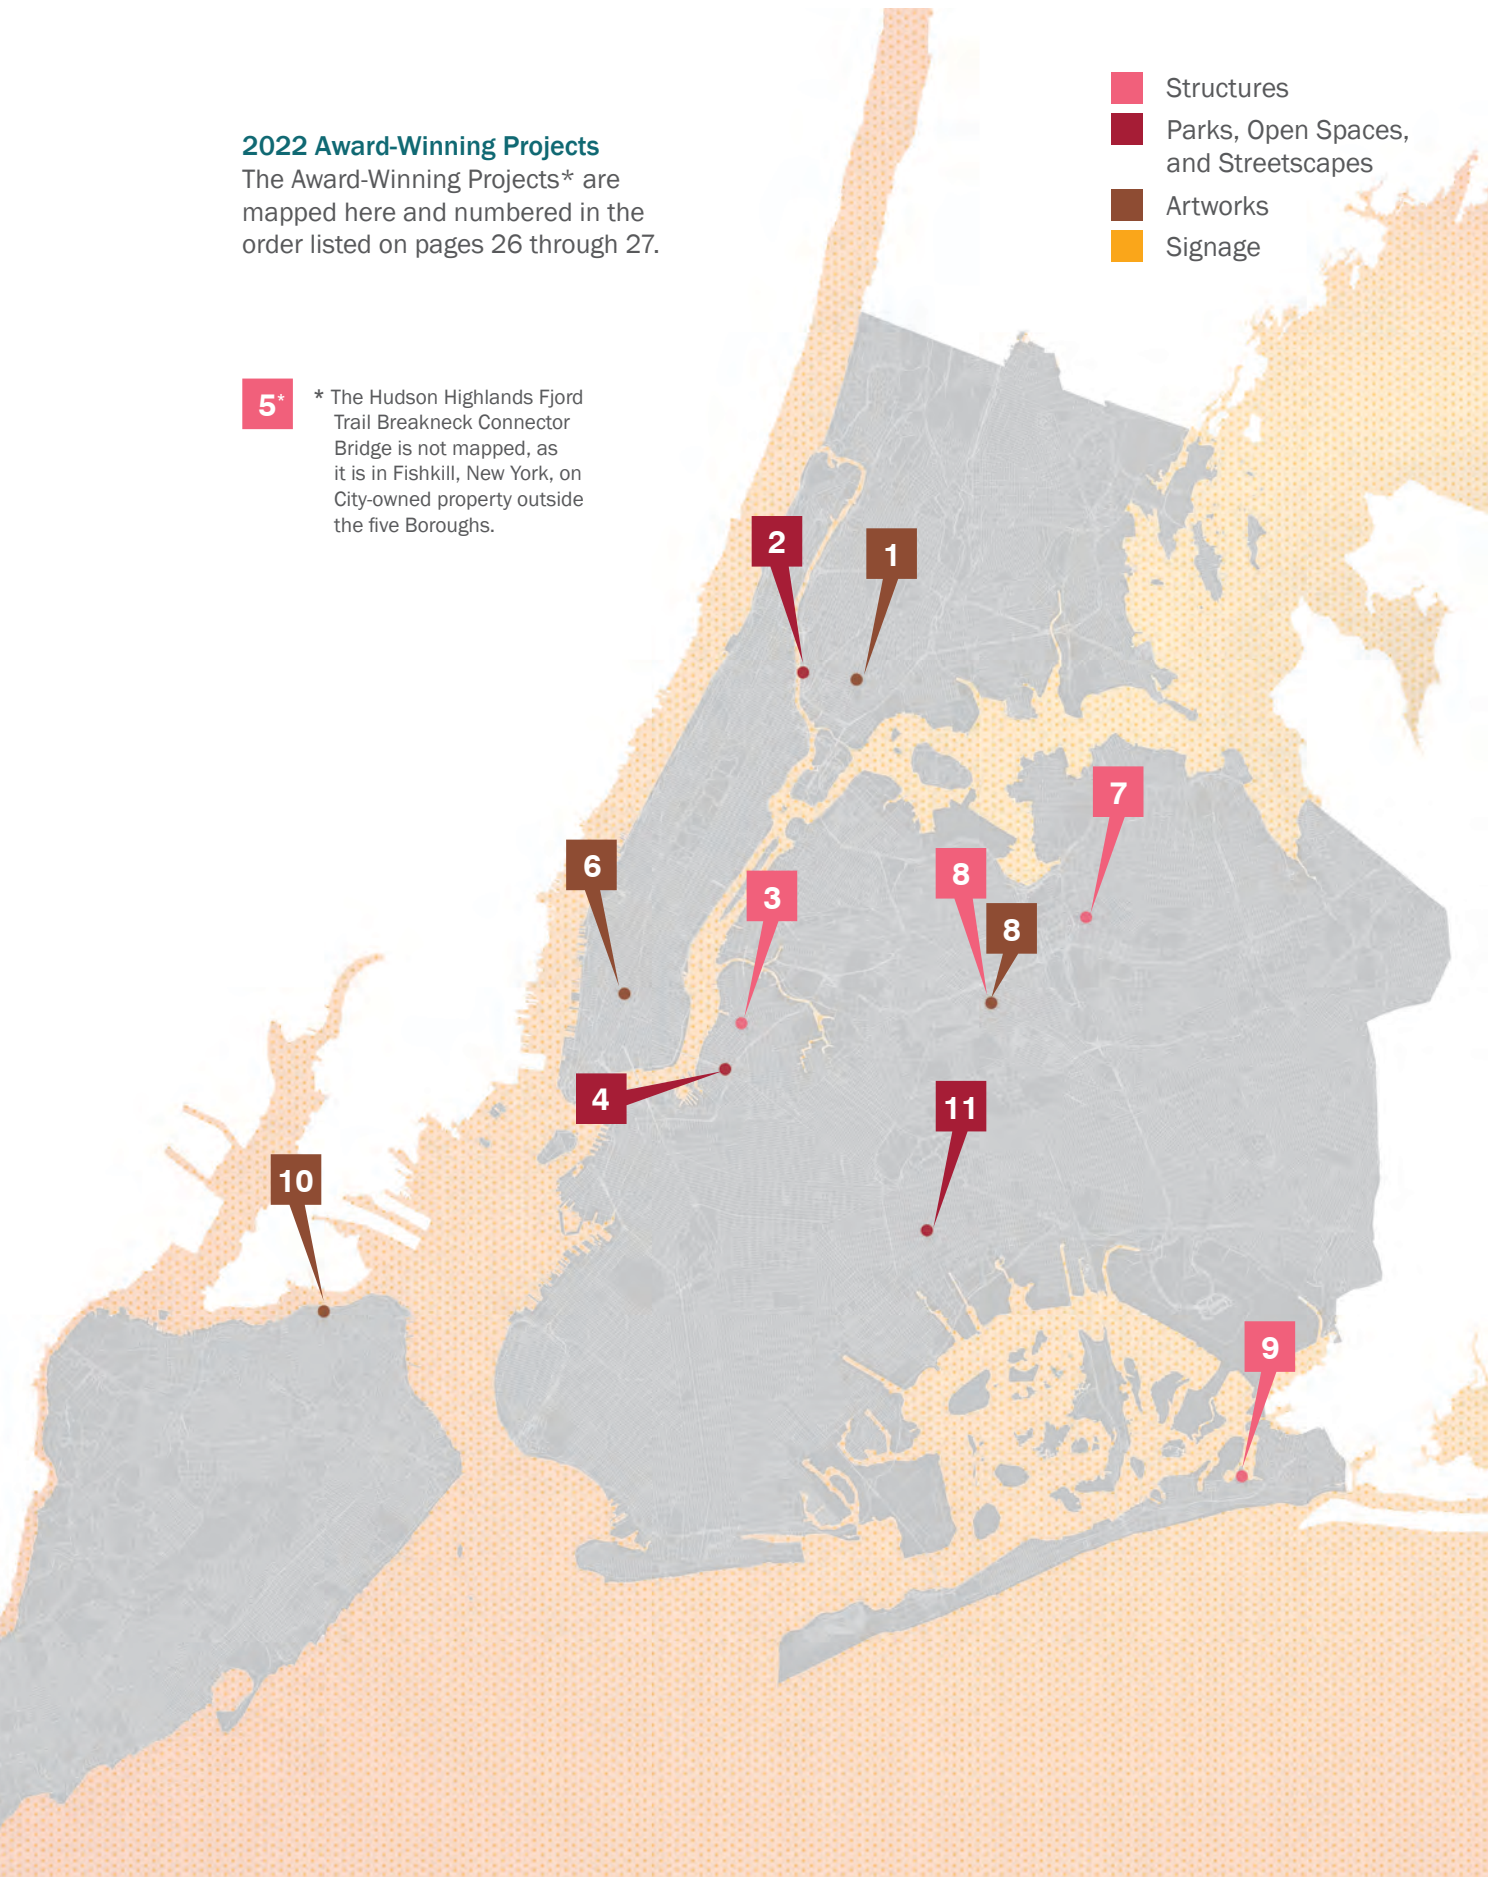 2022 Award-Winning Projects
The Award-Winning Projects* are
mapped here and numbered in the
order listed on pages 26 through 27.
Structures
Parks, Open Spaces,
and Streetscapes
Artworks
Signage
5*
* The Hudson Highlands Fjord
Trail Breakneck Connector
Bridge is not mapped, as
it is in Fishkill, New York, on
City-owned property outside
the five Boroughs.
2
1
7
6
8
3
8
4
11
10
9